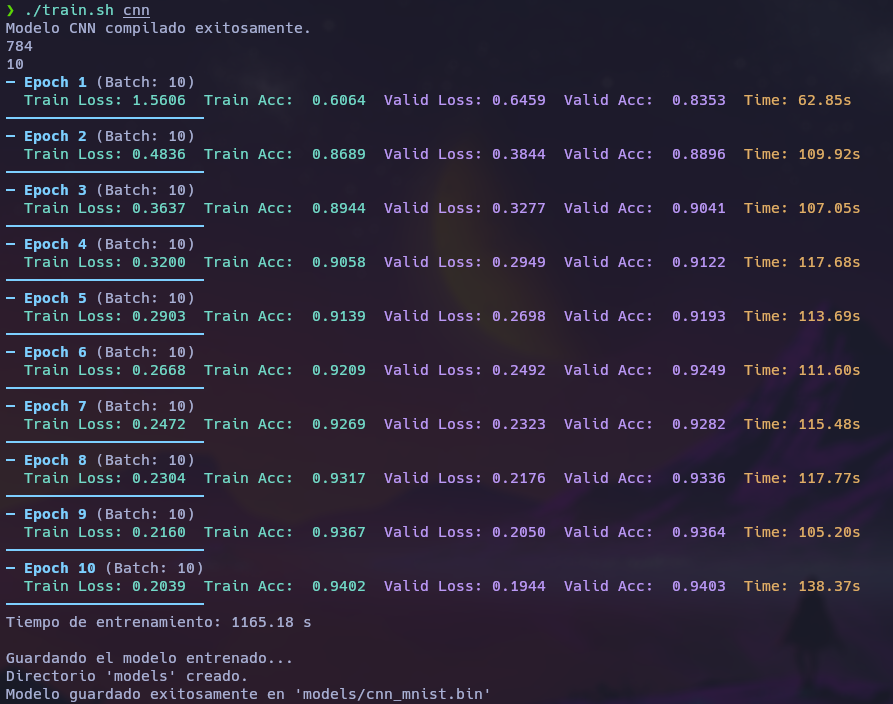 ❯ ./train.sh cnn
Modelo CNN compilado exitosamente.
784
10
— Epoch 1 (Batch: 10)
Train Loss: 1.5606 Train Acc: 0.6064 Valid Loss: 0.6459 Valid Acc: 0.8353 Time: 62.85s
— Epoch 2 (Batch: 10)
Train Loss: 0.4836 Train Acc: 0.8689 Valid Loss: 0.3844 Valid Acc: 0.8896 Time: 109.92s
— Epoch 3 (Batch: 10)
Train Loss: 0.3637 Train Acc: 0.8944 Valid Loss: 0.3277 Valid Acc: 0.9041 Time: 107.05s
— Epoch 4 (Batch: 10)
Train Loss: 0.3200 Train Acc: 0.9058 Valid Loss: 0.2949 Valid Acc: 0.9122 Time: 117.68s
— Epoch 5 (Batch: 10)
Train Loss: 0.2903 Train Acc: 0.9139 Valid Loss: 0.2698 Valid Acc: 0.9193 Time: 113.69s
— Epoch 6 (Batch: 10)
Train Loss: 0.2668 Train Acc: 0.9209 Valid Loss: 0.2492 Valid Acc: 0.9249 Time: 111.60s
— Epoch 7 (Batch: 10)
Train Loss: 0.2472 Train Acc: 0.9269 Valid Loss: 0.2323 Valid Acc: 0.9282 Time: 115.48s
— Epoch 8 (Batch: 10)
Train Loss: 0.2304 Train Acc: 0.9317 Valid Loss: 0.2176 Valid Acc: 0.9336 Time: 117.77s
— Epoch 9 (Batch: 10)
Train Loss: 0.2160 Train Acc: 0.9367 Valid Loss: 0.2050 Valid Acc: 0.9364 Time: 105.20s
— Epoch 10 (Batch: 10)
Train Loss: 0.2039 Train Acc: 0.9402 Valid Loss: 0.1944 Valid Acc: 0.9403 Time: 138.37s
Tiempo de entrenamiento: 1165.18 s
Guardando el modelo entrenado...
Directorio 'models' creado.
Modelo guardado exitosamente en 'models/cnn_mnist.bin'